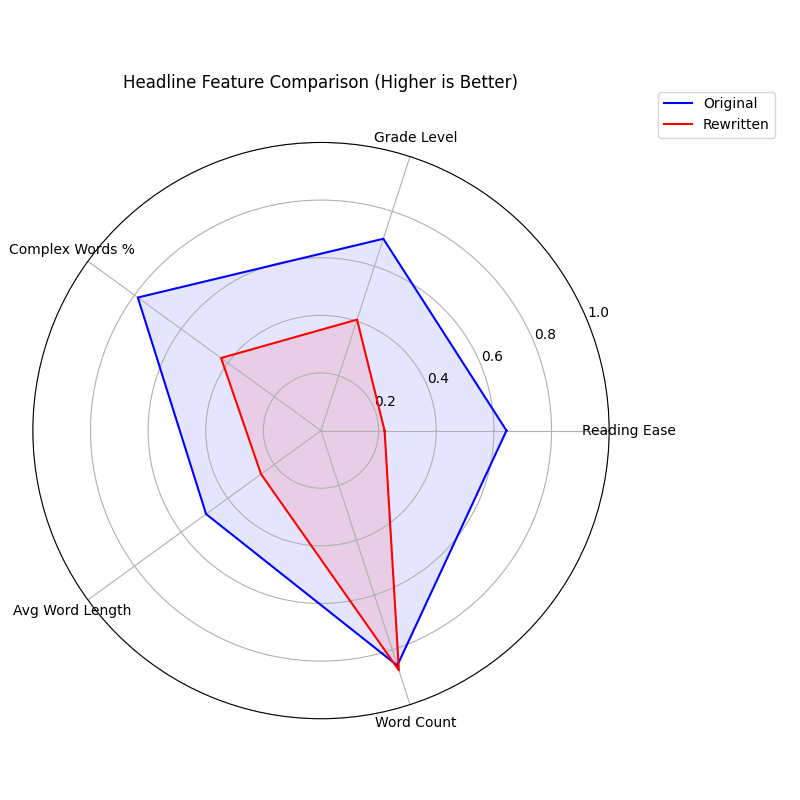 Headline Feature Comparison (Higher is Better)
Original
Rewritten
Grade Level
Complex Words %
1.0
0.8
0.6
0.4
0.2
Reading Ease
Avg Word Length
Word Count